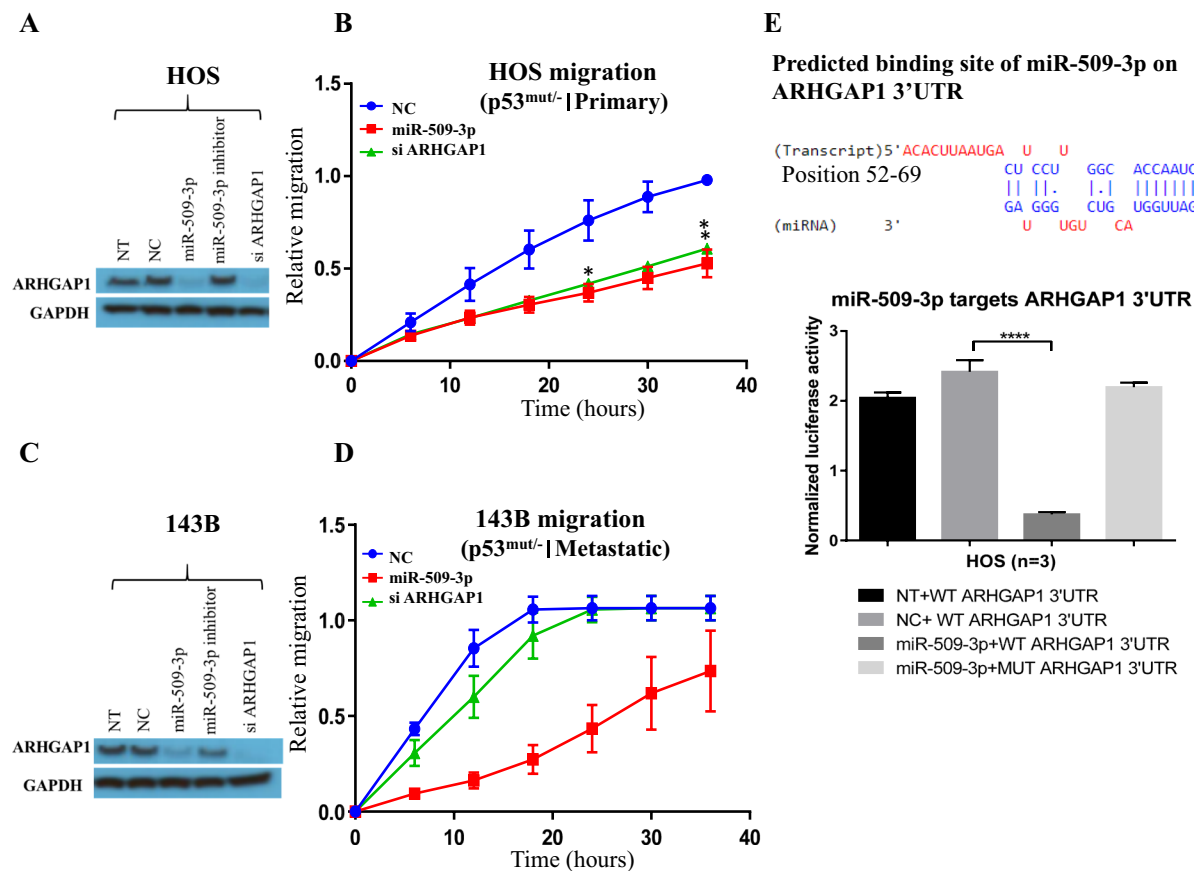 A
HOS
NT
NC
miR-509-3p
miR-509-3p inhibitor
si ARHGAP1
ARHGAP1
GAPDH
B
HOS migration
(p53mut/-|Primary)
NC
miR-509-3p
si ARHGAP1
Relative migration
1.5
1.0
0.5
0.0
*
**
0
10
20
30
40
Time (hours)
C
143B
NT
NC
miR-509-3p
miR-509-3p inhibitor
si ARHGAP1
ARHGAP1
GAPDH
D
143B migration
(p53mut/-|Metastatic)
NC
miR-509-3p
si ARHGAP1
Relative migration
1.5
1.0
0.5
0.0
0
10
20
30
40
Time (hours)
E
Predicted binding site of miR-509-3p on
ARHGAP1 3’UTR
(Transcript)5'ACACUUAAUGA U U
Position 52-69 CU CCU GGC ACCAAUC
|| ||. |.| |||||||
GA GGG CUG UGGUUAG
(miRNA) 3' U UGU CA
miR-509-3p targets ARHGAP1 3'UTR
Normalized luciferase activity
3
2
1
0
****
HOS (n=3)
NT+WT ARHGAP1 3'UTR
NC+ WT ARHGAP1 3'UTR
miR-509-3p+WT ARHGAP1 3'UTR
miR-509-3p+MUT ARHGAP1 3'UTR